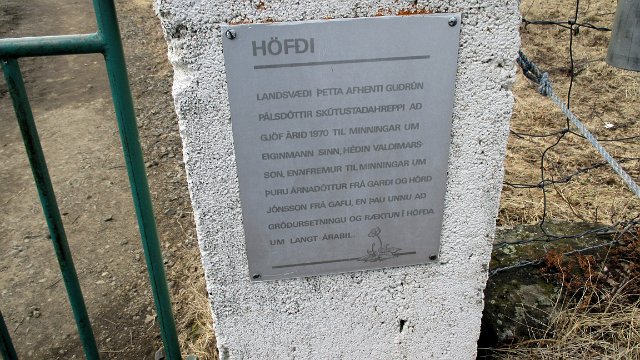 HÖFÐI
LANDSVÆÐI ÞETTA AFHENTI GUÐRÚN
PÁLSDÓTTIR SKÚTUSTAÐAHREPPI AÐ
GJÖF ÁRIÐ 1970 TIL MINNINGAR UM
EIGINMANN SINN, HÉÐIN VALDIMARS-
SON, ENNFREMUR TIL MINNINGAR UM
ÞURU ÁRNADÓTTUR FRÁ GARÐI OG HÖRÐ
JÓNSSON FRÁ GAFLI, EN ÞAU UNNU AÐ
GRÓÐURSETNINGU OG RÆKTUN Í HÖFÐA
UM LANGT ÁRABIL.